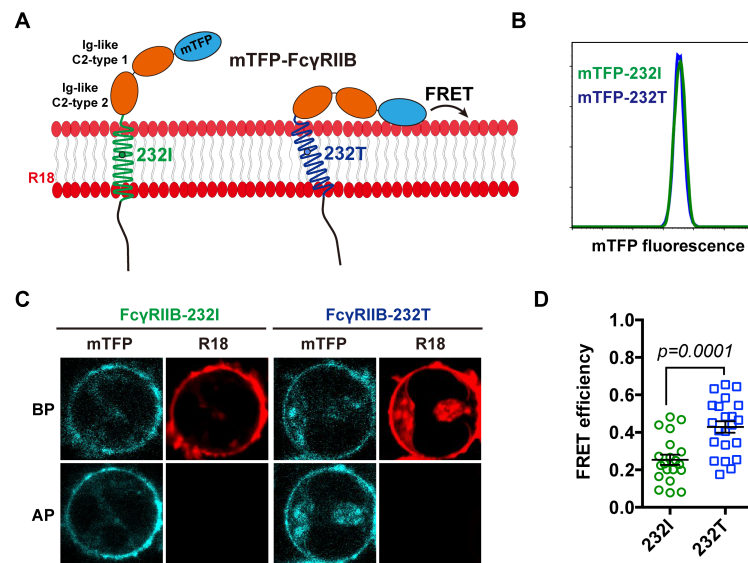 A
Ig-like
C2-type 1
mTFP
mTFP-FcγRIIB
Ig-like
C2-type 2
FRET
232I
232T
R18
B
mTFP-232I
mTFP-232T
mTFP fluorescence
C
FcγRIIB-232I
FcγRIIB-232T
mTFP
R18
mTFP
R18
BP
AP
D
p=0.0001
FRET efficiency
1.0
0.8
0.6
0.4
0.2
0.0
232I
232T